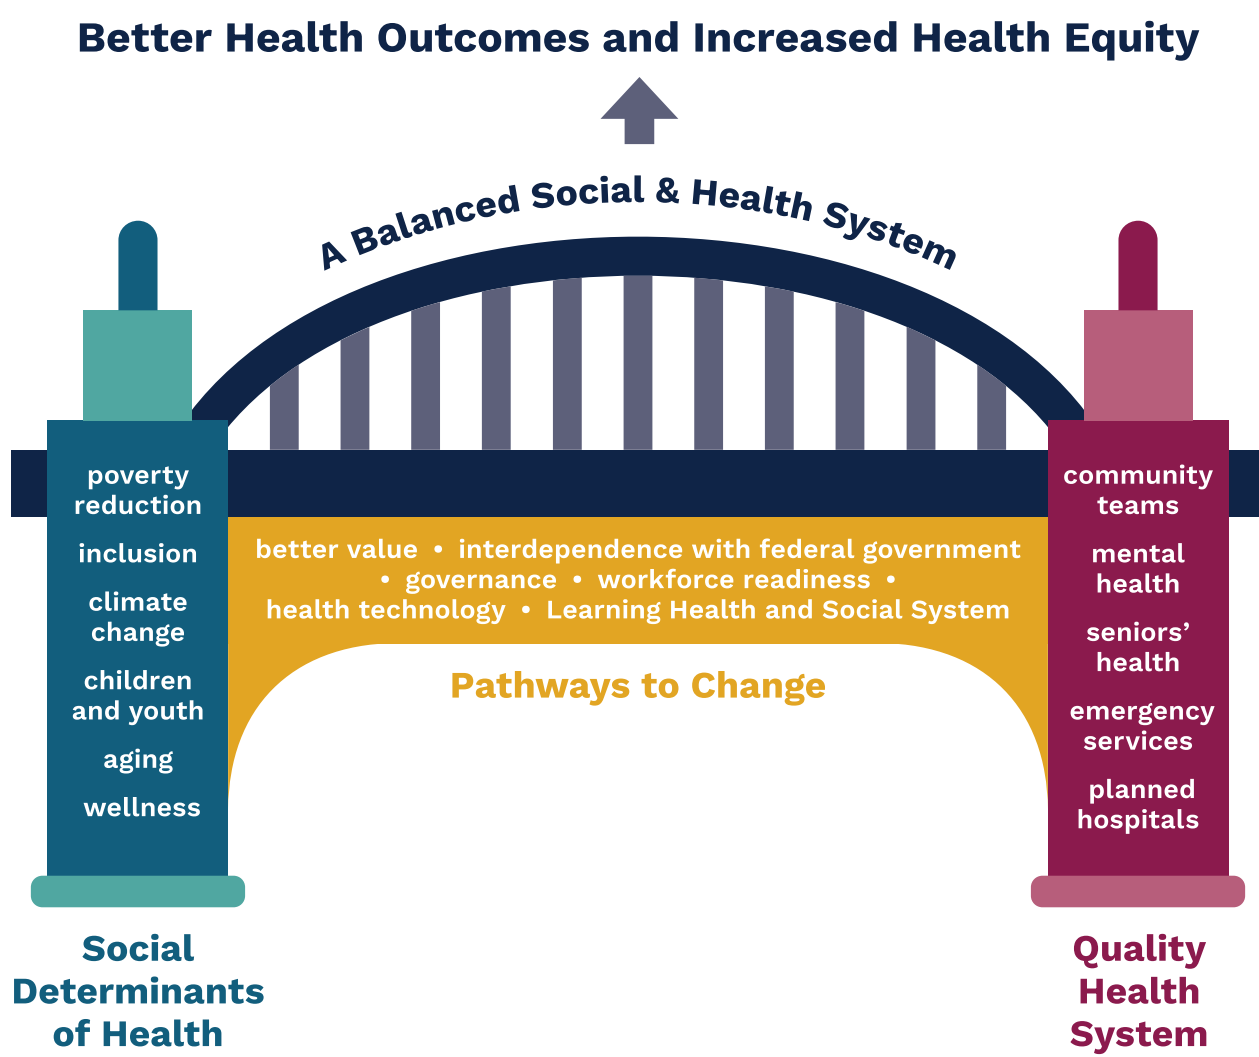 Better Health Outcomes and Increased Health Equity
A Balanced Social & Health System
poverty
reduction
inclusion
climate
change
children
and youth
aging
wellness
better value • interdependence with federal government
• governance • workforce readiness •
health technology • Learning Health and Social System
Pathways to Change
community
teams
mental
health
seniors’
health
emergency
services
planned
hospitals
Social
Determinants
of Health
Quality
Health
System